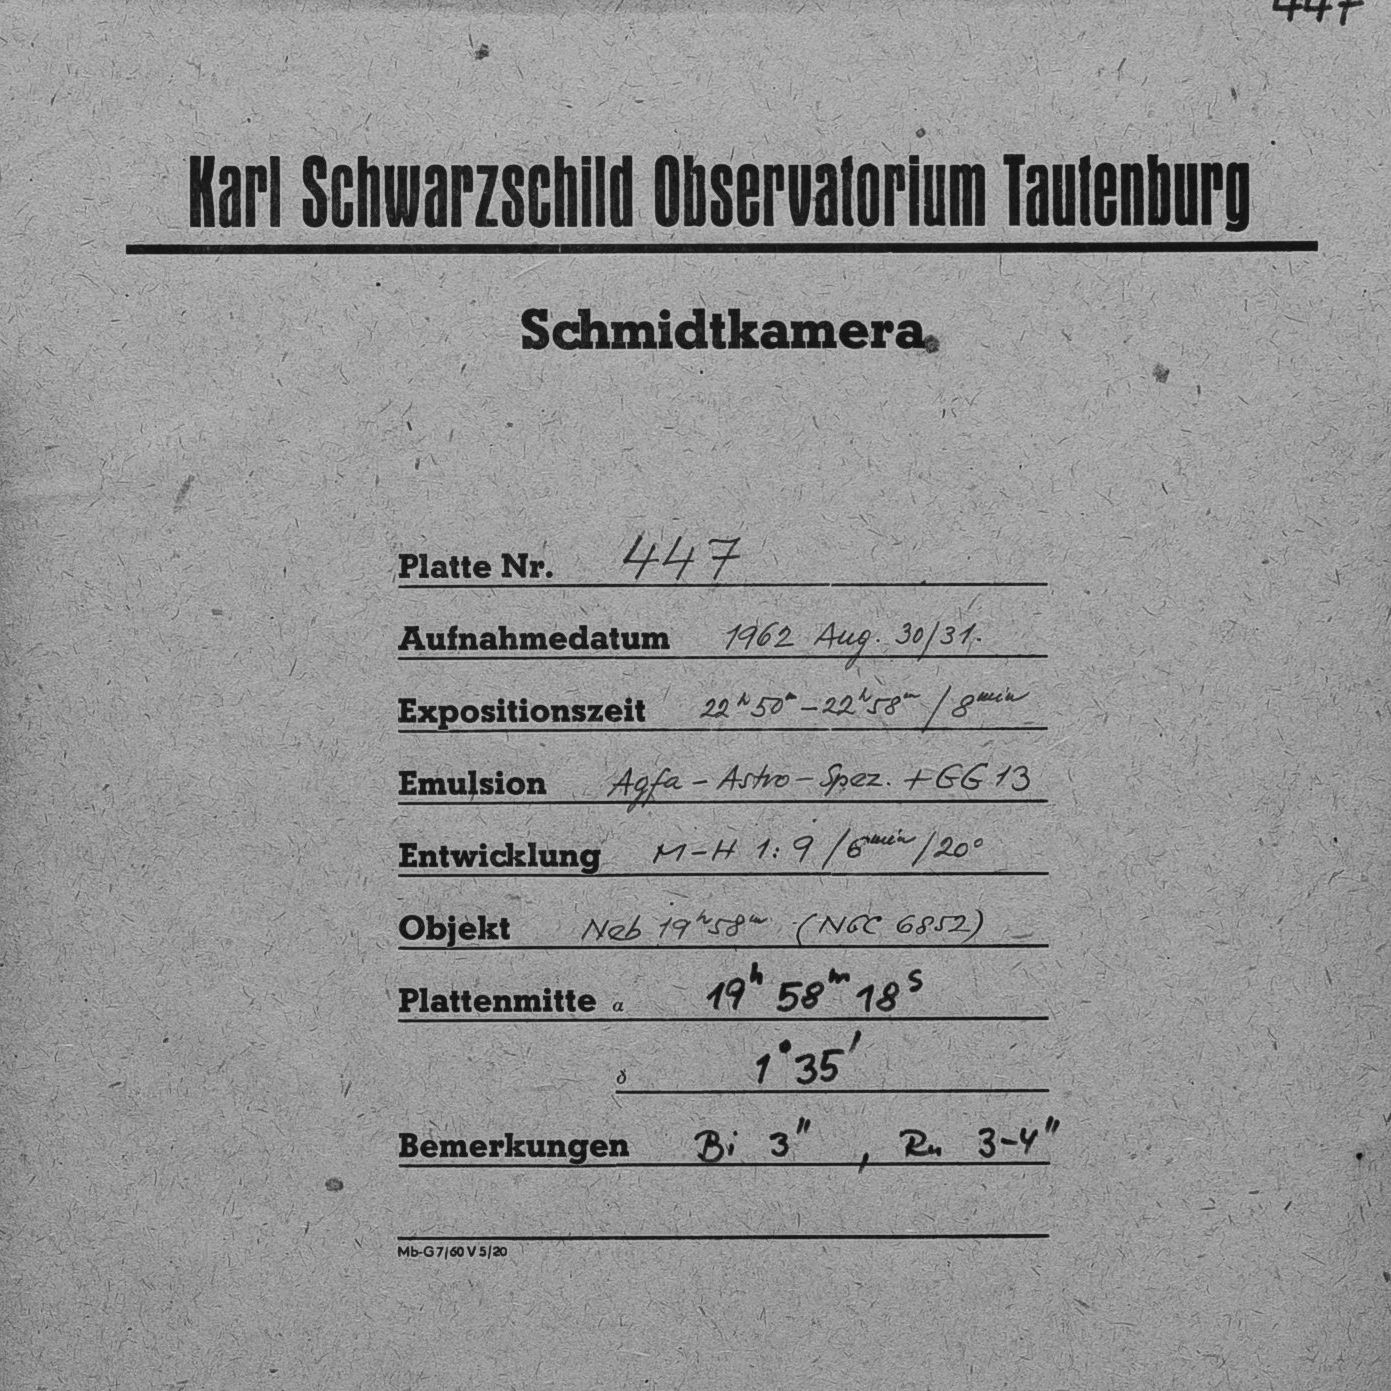 447
Karl Schwarzschild Observatorium Tautenburg
Schmidtkamera
Platte Nr. 447
Aufnahmedatum 1962 Aug. 30/31.
Expositionszeit 22ʰ50ᵐ – 22ʰ58ᵐ / 8ᵐⁱⁿ
Emulsion Agfa - Astro - Spez. + GG 13
Entwicklung M-H 1:9 / 6ᵐⁱⁿ / 20°
Objekt Neb 19ʰ58ᵐ (NGC 6852)
Plattenmitte α 19ʰ 58ᵐ 18ˢ
δ 1° 35'
Bemerkungen Bi 3" , Ru 3-4"
Mb-G 7/60 V 5/20